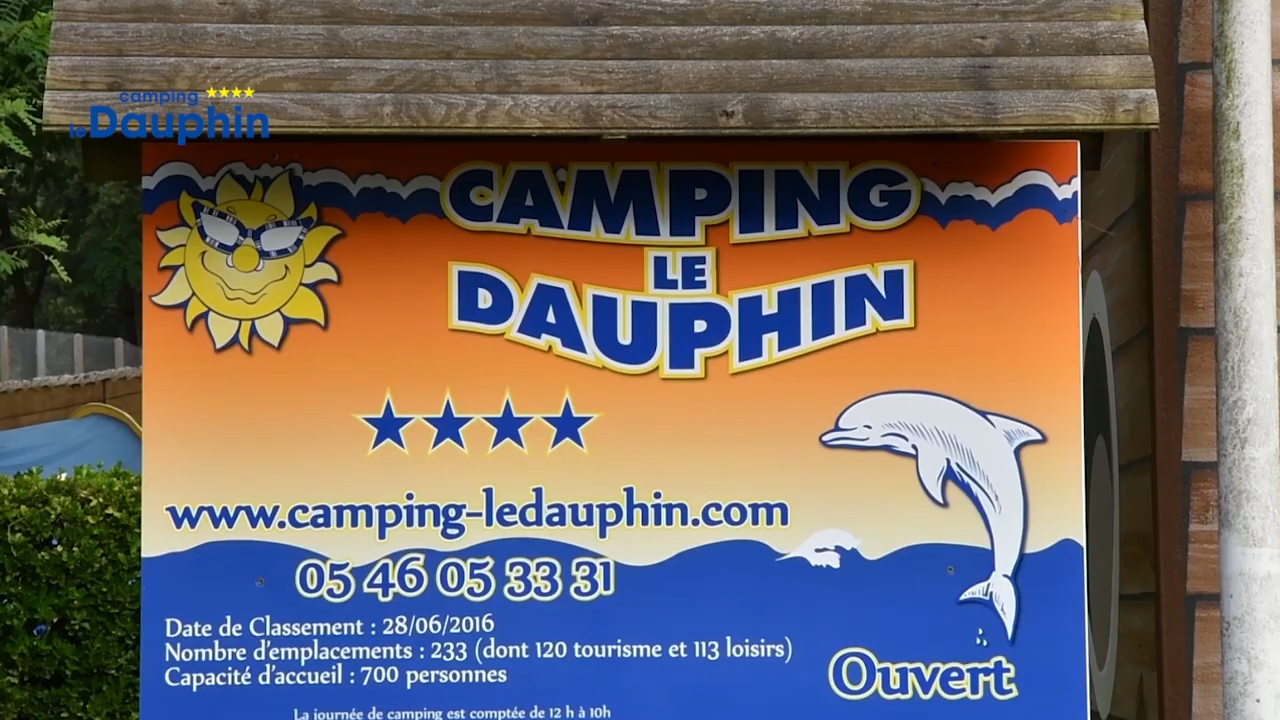 camping
le Dauphin
CAMPING
LE
DAUPHIN
www.camping-ledauphin.com
05 46 05 33 31
Date de Classement : 28/06/2016
Nombre d'emplacements : 233 (dont 120 tourisme et 113 loisirs)
Capacité d'accueil : 700 personnes
Ouvert
La journée de camping est comptée de 12 h à 10h